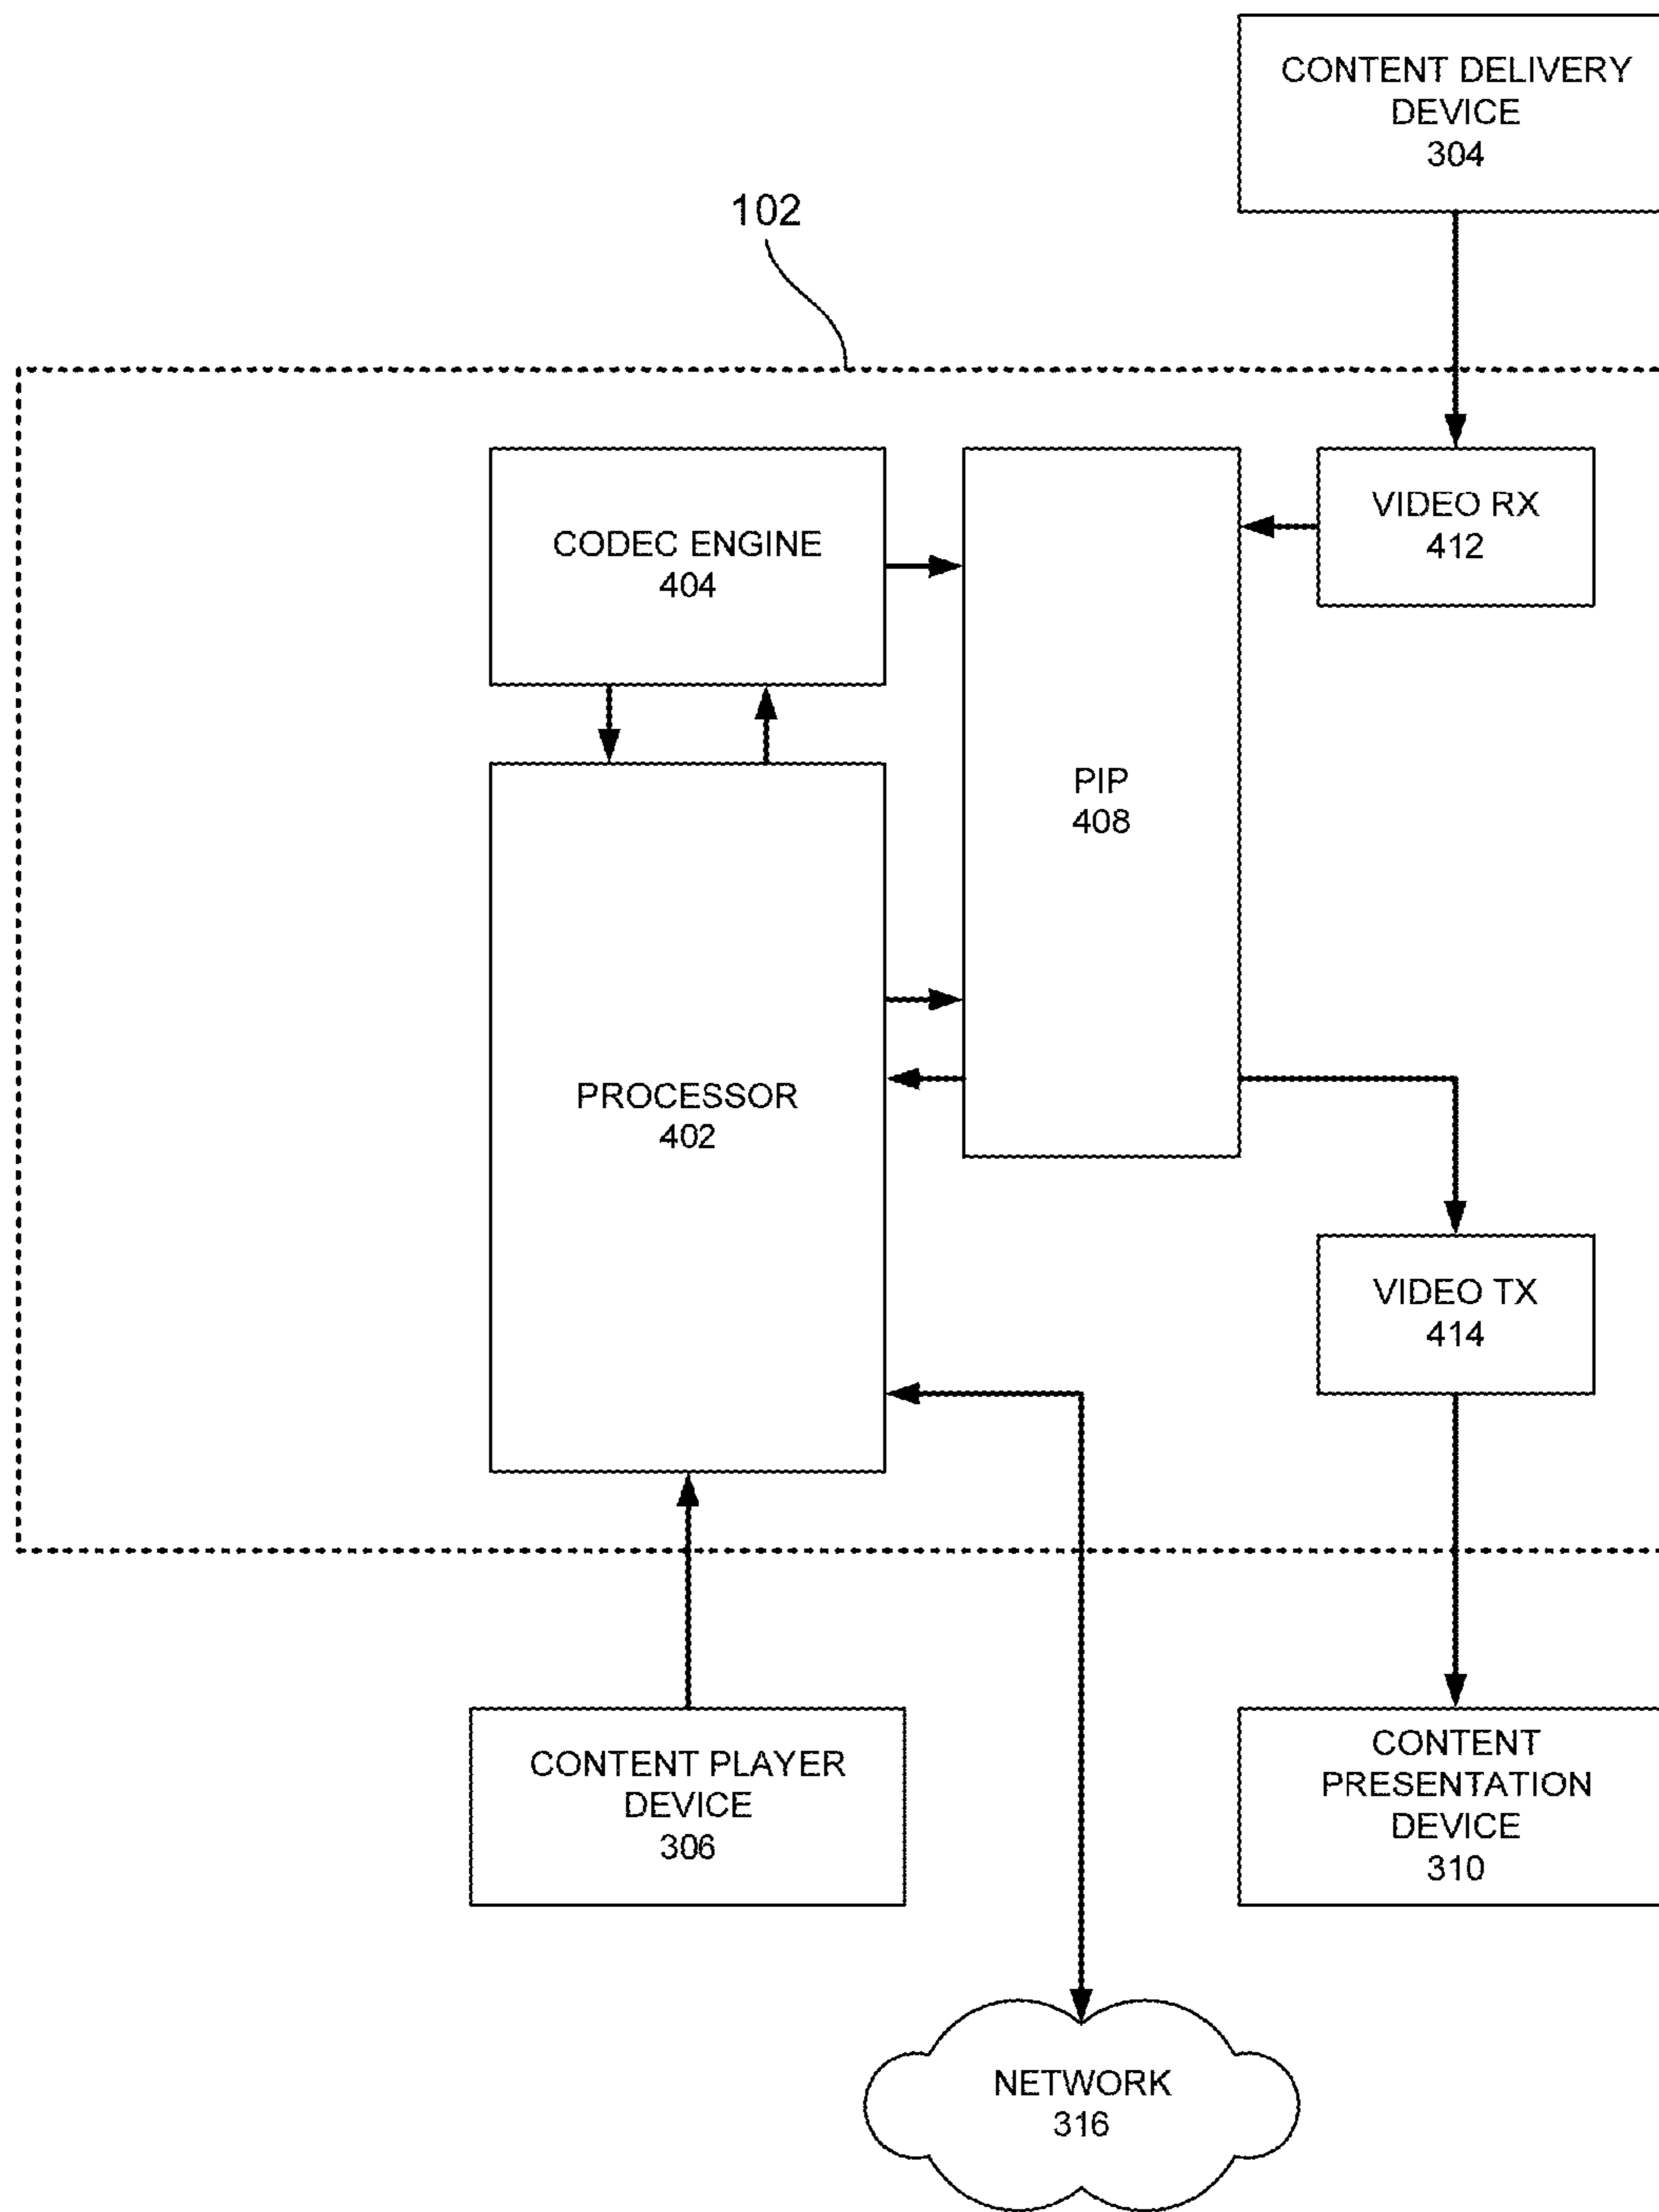 CONTENT DELIVERY
DEVICE
304
102
CODEC ENGINE
404
VIDEO RX
412
PIP
408
PROCESSOR
402
VIDEO TX
414
CONTENT PLAYER
DEVICE
306
CONTENT
PRESENTATION
DEVICE
310
NETWORK
316